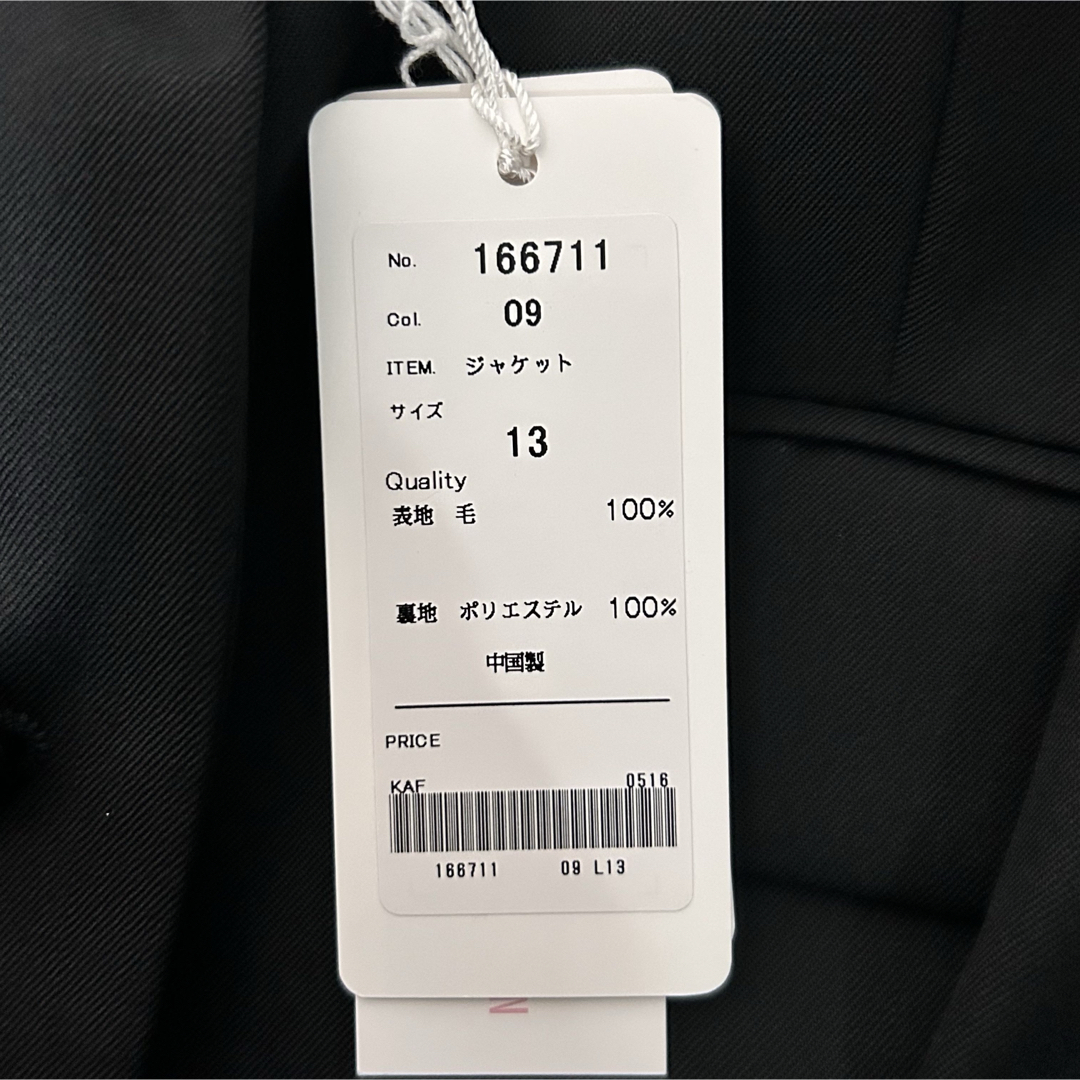 No. 166711
Col. 09
ITEM. ジャケット
サイズ
13
Quality
表地 毛 100%
裏地 ポリエステル 100%
中国製
PRICE
KAF 0516
166711 09 L13